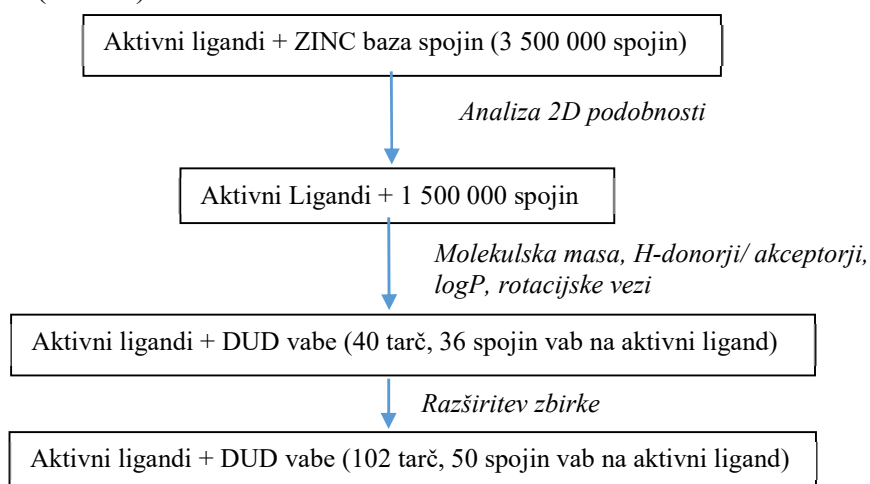 Aktivni ligandi + ZINC baza spojin (3 500 000 spojin)
Analiza 2D podobnosti
Aktivni Ligandi + 1 500 000 spojin
Molekulska masa, H-donorji/ akceptorji,
logP, rotacijske vezi
Aktivni ligandi + DUD vabe (40 tarč, 36 spojin vab na aktivni ligand)
Razširitev zbirke
Aktivni ligandi + DUD vabe (102 tarč, 50 spojin vab na aktivni ligand)